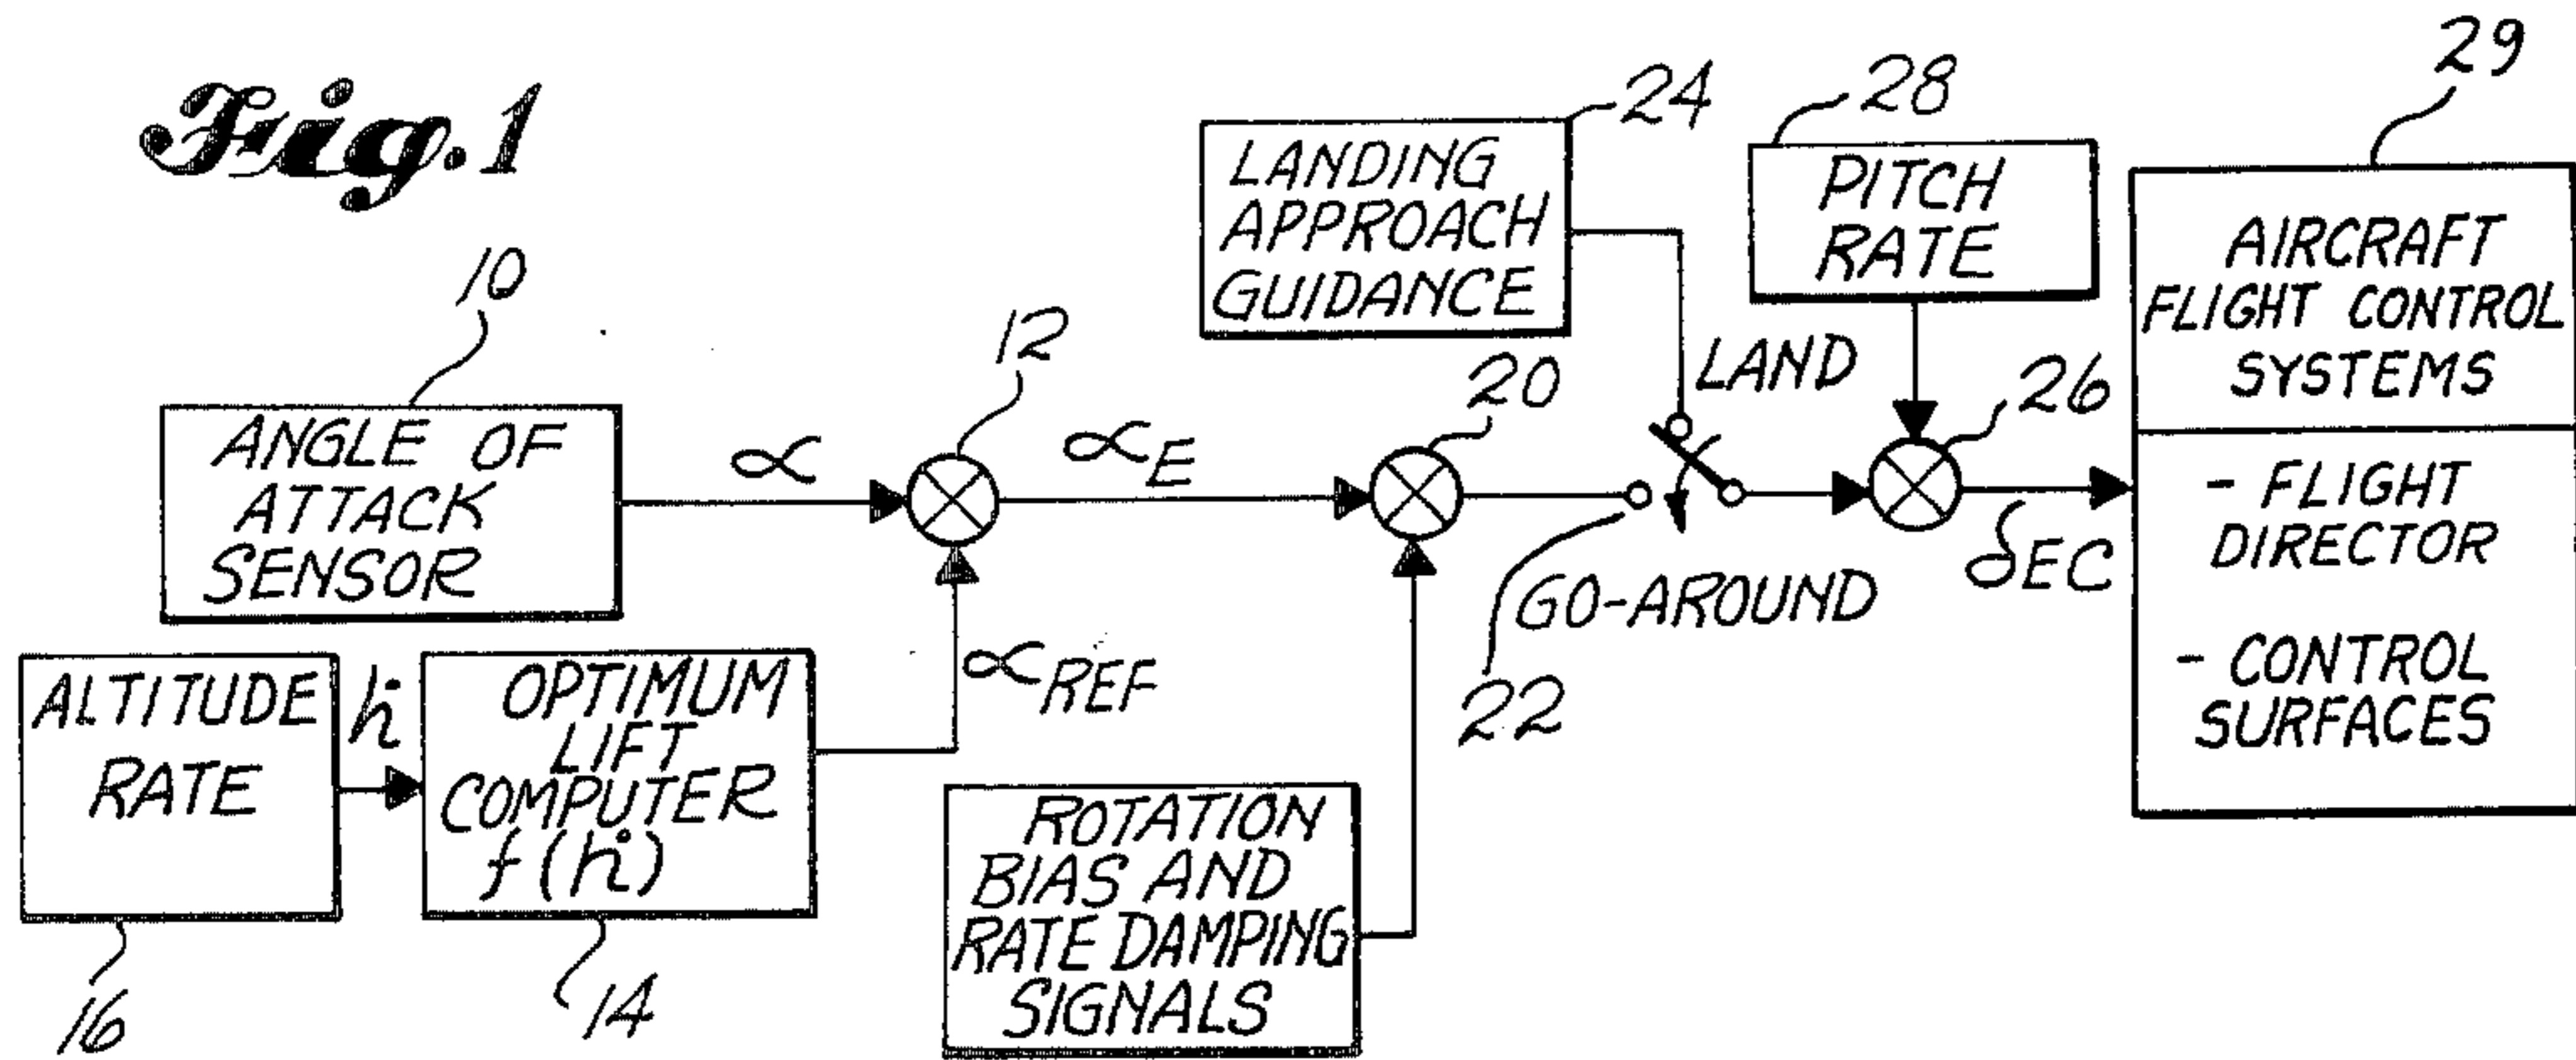 Fig. 1
10
ANGLE OF
ATTACK
SENSOR
α
12
α E
20
24
LANDING
APPROACH
GUIDANCE
LAND
28
PITCH
RATE
26
29
AIRCRAFT
FLIGHT CONTROL
SYSTEMS
- FLIGHT
DIRECTOR
- CONTROL
SURFACES
δEC
GO-AROUND
22
ALTITUDE
RATE
16
ḣ
OPTIMUM
LIFT
COMPUTER
f(ḣ)
14
α REF
ROTATION
BIAS AND
RATE DAMPING
SIGNALS